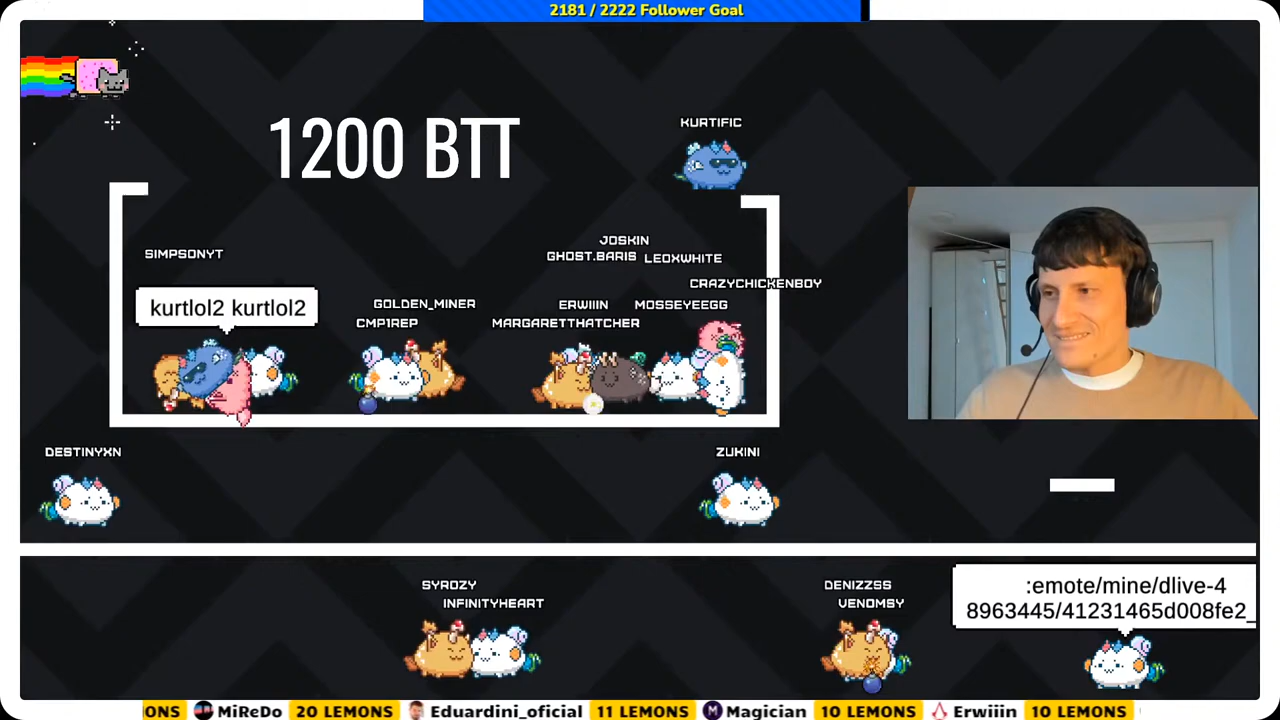 2181 / 2222 Follower Goal
1200 BTT
KURTIFIC
JOSKIN
SIMPSONYT
GHOST.BARIS
LEOXWHITE
CRAZYCHICKENBOY
kurtlol2 kurtlol2
GOLDEN_MINER
ERWIIIN
MOSSEYEEGG
CMP1REP
MARGARETTHATCHER
DESTINYXN
ZUKINI
SYROZY
INFINITYHEART
DENIZZSS
VENOMSY
:emote/mine/dlive-4
8963445/41231465d008fe2_
ONS MiReDo 20 LEMONS Eduardini_oficial 11 LEMONS M Magician 10 LEMONS Erwiiin 10 LEMONS